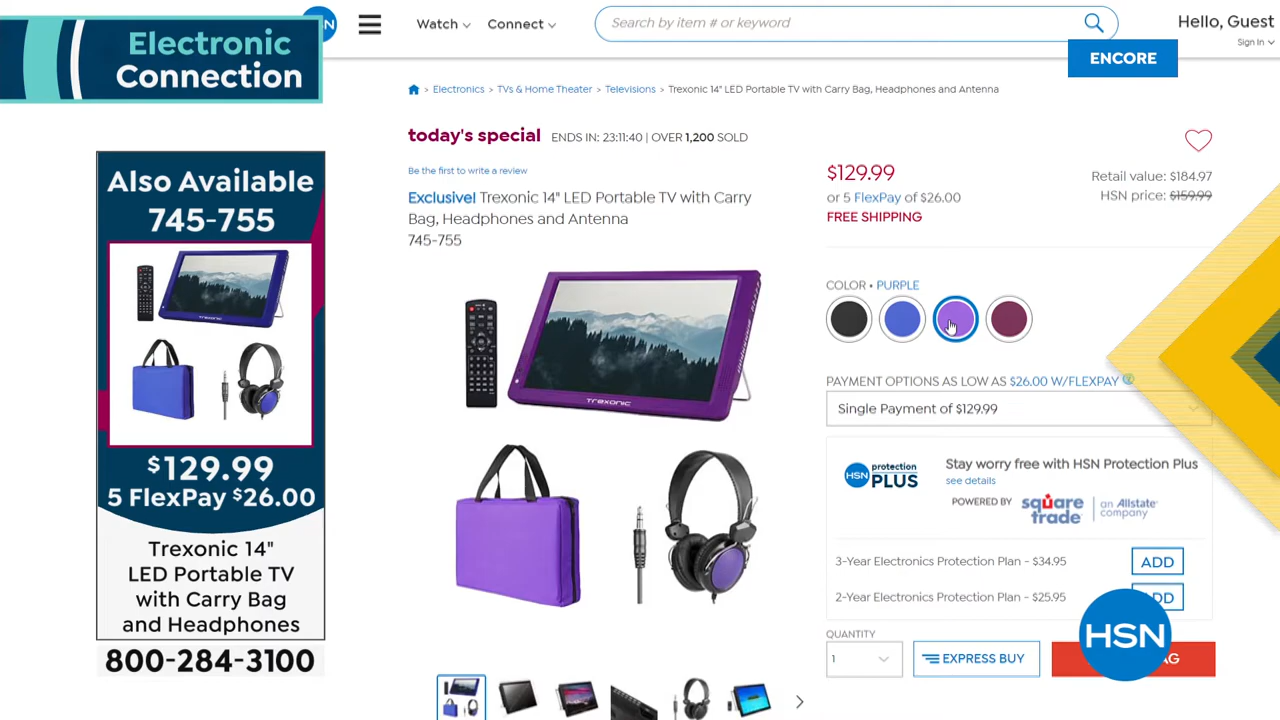 Electronic
Connection
Watch
Connect
Search by item # or keyword
Hello, Guest
Sign In
ENCORE
> Electronics > TVs & Home Theater > Televisions > Trexonic 14" LED Portable TV with Carry Bag, Headphones and Antenna
today's special ENDS IN: 23:11:40 | OVER 1,200 SOLD
Be the first to write a review
Exclusive! Trexonic 14" LED Portable TV with Carry
Bag, Headphones and Antenna
745-755
TREXONIC
$129.99
or 5 FlexPay of $26.00
FREE SHIPPING
Retail value: $184.97
HSN price: $159.99
COLOR • PURPLE
PAYMENT OPTIONS AS LOW AS $26.00 W/FLEXPAY
Single Payment of $129.99
HSN protection PLUS
Stay worry free with HSN Protection Plus
see details
POWERED BY square trade | an Allstate company
3-Year Electronics Protection Plan - $34.95 ADD
2-Year Electronics Protection Plan - $25.95 ADD
QUANTITY
1
EXPRESS BUY
HSN
Also Available
745-755
TREXONIC
$129.99
5 FlexPay $26.00
Trexonic 14"
LED Portable TV
with Carry Bag
and Headphones
800-284-3100